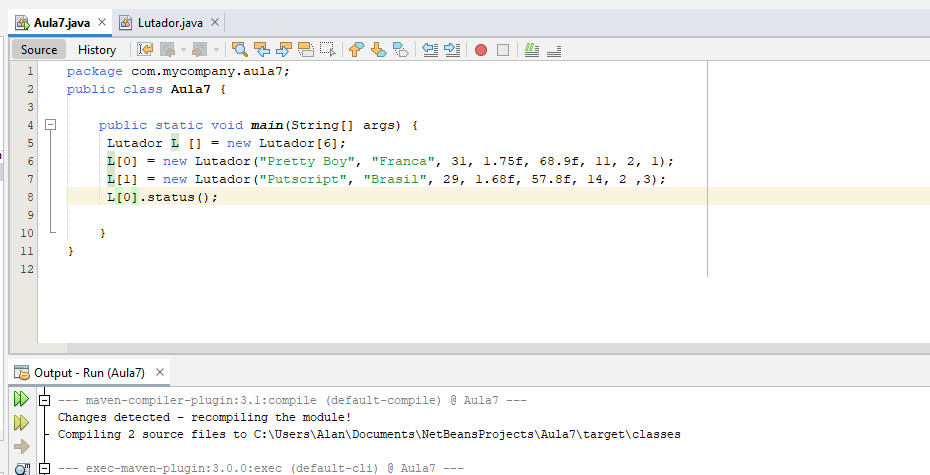 Aula7.java
Lutador.java
Source History
1 package com.mycompany.aula7;
2 public class Aula7 {
3
4 public static void main(String[] args) {
5 Lutador L [] = new Lutador[6];
6 L[0] = new Lutador("Pretty Boy", "Franca", 31, 1.75f, 68.9f, 11, 2, 1);
7 L[1] = new Lutador("Putscript", "Brasil", 29, 1.68f, 57.8f, 14, 2 ,3);
8 L[0].status();
9
10 }
11 }
12
Output - Run (Aula7)
--- maven-compiler-plugin:3.1:compile (default-compile) @ Aula7 ---
Changes detected - recompiling the module!
Compiling 2 source files to C:\Users\Alan\Documents\NetBeansProjects\Aula7\target\classes
--- exec-maven-plugin:3.0.0:exec (default-cli) @ Aula7 ---